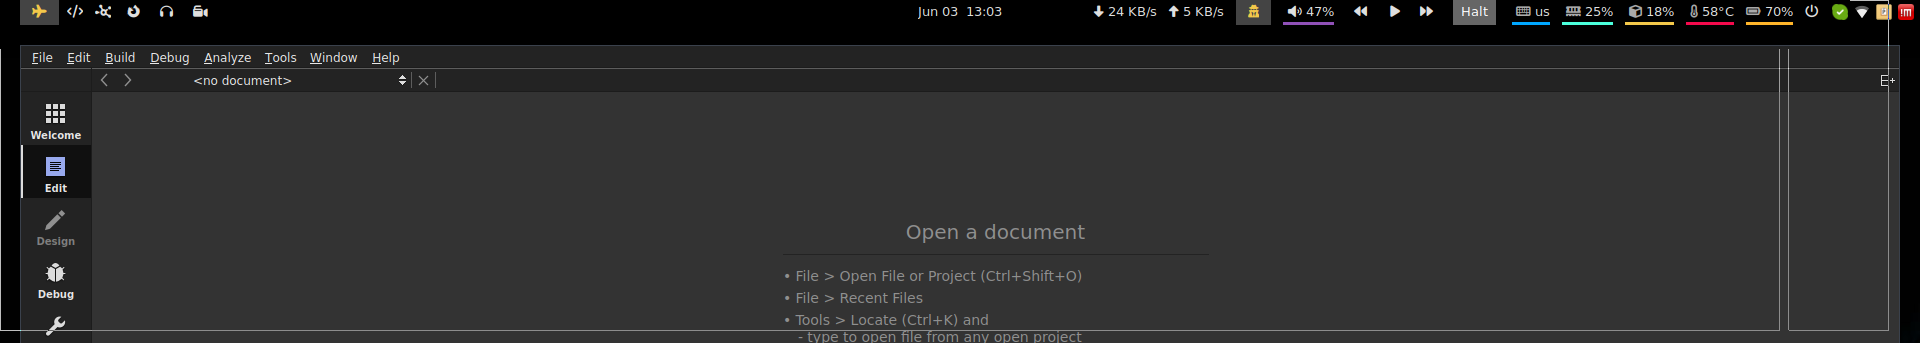 Jun 03 13:03 24 KB/s 5 KB/s 47% Halt us 25% 18% 58°C 70%
File Edit Build Debug Analyze Tools Window Help
<no document>
Welcome
Edit
Design
Debug
Open a document
• File > Open File or Project (Ctrl+Shift+O)
• File > Recent Files
• Tools > Locate (Ctrl+K) and
- type to open file from any open project